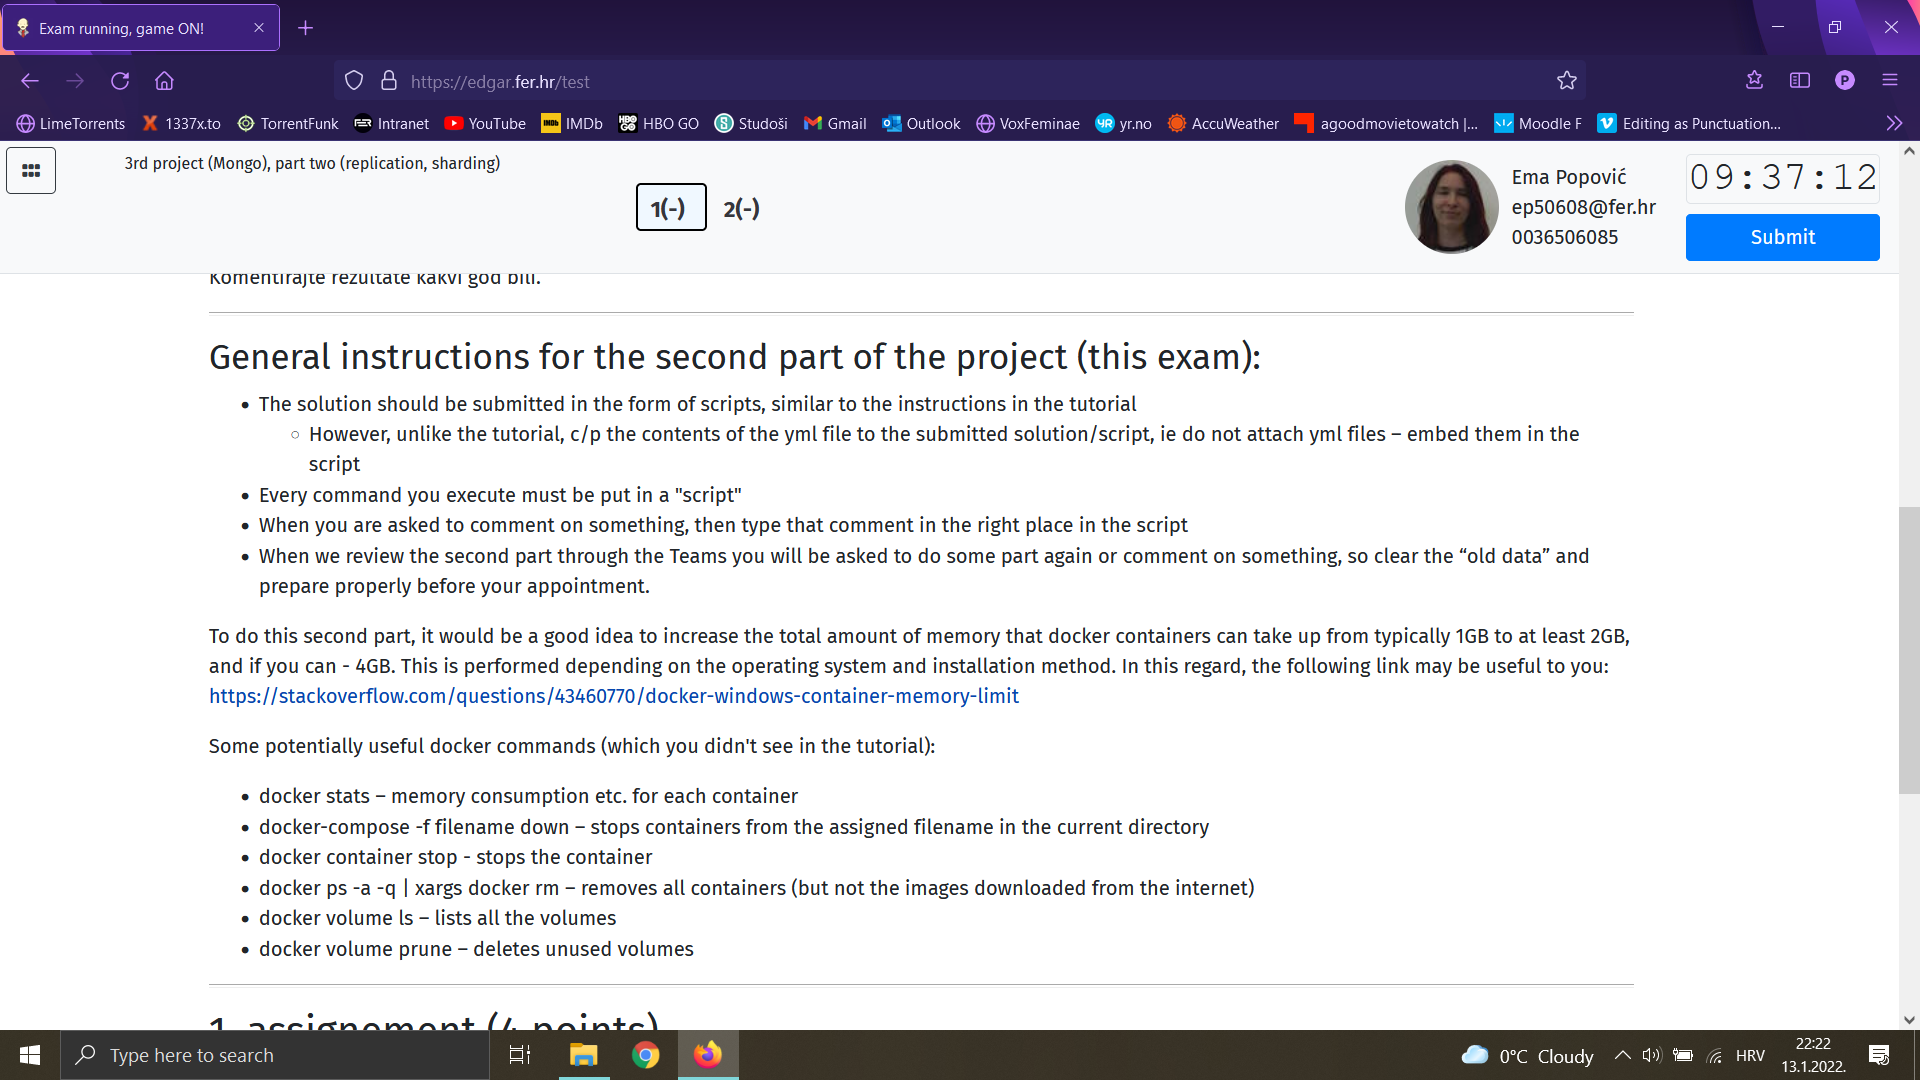 Exam running, game ON!
https://edgar.fer.hr/test
P
LimeTorrents
1337x.to
TorrentFunk
Intranet
YouTube
IMDb
HBO GO
Studoši
Gmail
Outlook
VoxFeminae
yr.no
AccuWeather
agoodmovietowatch |...
Moodle F
Editing as Punctuation...
3rd project (Mongo), part two (replication, sharding)
1(-)
2(-)
Ema Popović
ep50608@fer.hr
0036506085
09:37:12
Submit
Komentirajte rezultate kakvi god bili.
General instructions for the second part of the project (this exam):
• The solution should be submitted in the form of scripts, similar to the instructions in the tutorial
◦ However, unlike the tutorial, c/p the contents of the yml file to the submitted solution/script, ie do not attach yml files – embed them in the
script
• Every command you execute must be put in a "script"
• When you are asked to comment on something, then type that comment in the right place in the script
• When we review the second part through the Teams you will be asked to do some part again or comment on something, so clear the “old data” and
prepare properly before your appointment.
To do this second part, it would be a good idea to increase the total amount of memory that docker containers can take up from typically 1GB to at least 2GB,
and if you can - 4GB. This is performed depending on the operating system and installation method. In this regard, the following link may be useful to you:
https://stackoverflow.com/questions/43460770/docker-windows-container-memory-limit
Some potentially useful docker commands (which you didn't see in the tutorial):
• docker stats – memory consumption etc. for each container
• docker-compose -f filename down – stops containers from the assigned filename in the current directory
• docker container stop - stops the container
• docker ps -a -q | xargs docker rm – removes all containers (but not the images downloaded from the internet)
• docker volume ls – lists all the volumes
• docker volume prune – deletes unused volumes
1. assignement (4 points)
Type here to search
0°C Cloudy
HRV
22:22
13.1.2022.